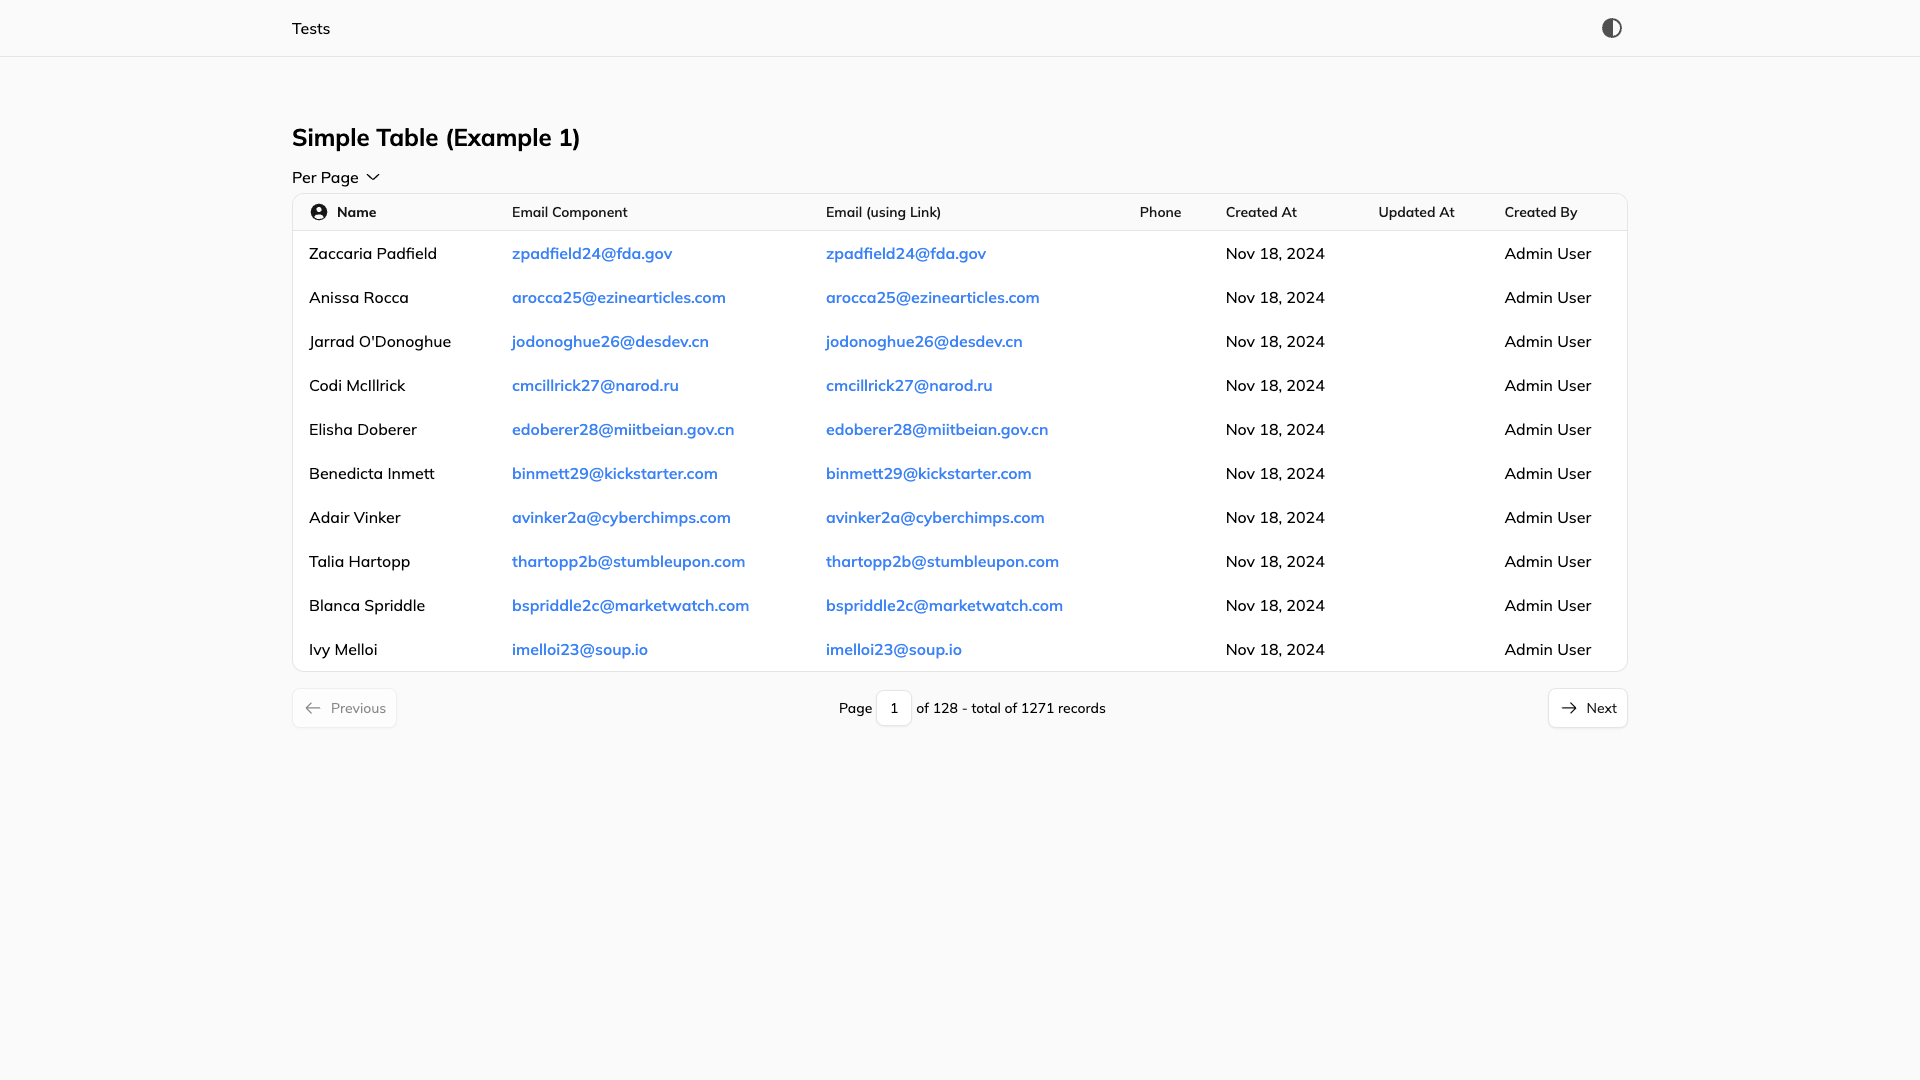 Tests
Simple Table (Example 1)
Per Page
Name Email Component Email (using Link) Phone Created At Updated At Created By
Zaccaria Padfield zpadfield24@fda.gov zpadfield24@fda.gov Nov 18, 2024 Admin User
Anissa Rocca arocca25@ezinearticles.com arocca25@ezinearticles.com Nov 18, 2024 Admin User
Jarrad O'Donoghue jodonoghue26@desdev.cn jodonoghue26@desdev.cn Nov 18, 2024 Admin User
Codi McIllrick cmcillrick27@narod.ru cmcillrick27@narod.ru Nov 18, 2024 Admin User
Elisha Doberer edoberer28@miitbeian.gov.cn edoberer28@miitbeian.gov.cn Nov 18, 2024 Admin User
Benedicta Inmett binmett29@kickstarter.com binmett29@kickstarter.com Nov 18, 2024 Admin User
Adair Vinker avinker2a@cyberchimps.com avinker2a@cyberchimps.com Nov 18, 2024 Admin User
Talia Hartopp thartopp2b@stumbleupon.com thartopp2b@stumbleupon.com Nov 18, 2024 Admin User
Blanca Spriddle bspriddle2c@marketwatch.com bspriddle2c@marketwatch.com Nov 18, 2024 Admin User
Ivy Melloi imelloi23@soup.io imelloi23@soup.io Nov 18, 2024 Admin User
Previous Page 1 of 128 - total of 1271 records Next